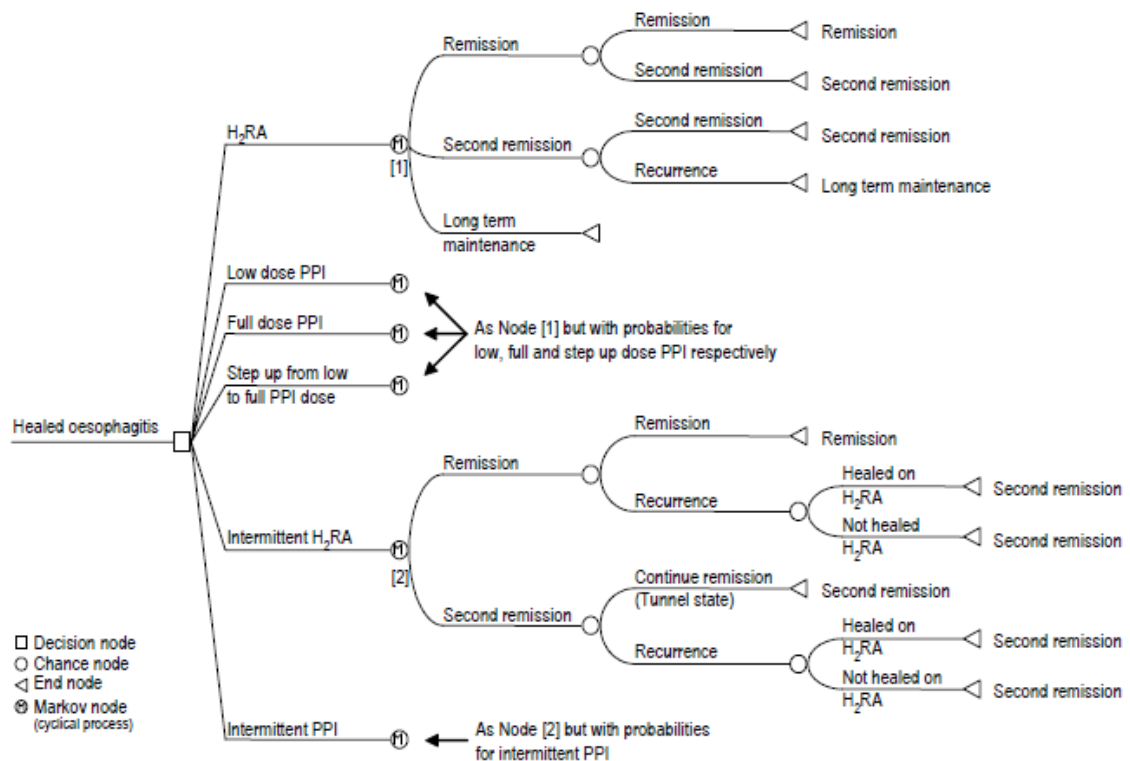 Remission
Remission
Remission
Second remission
Second remission
H2RA
[1]
Second remission
Second remission
Second remission
Recurrence
Long term maintenance
Long term
maintenance
Low dose PPI
Full dose PPI
As Node [1] but with probabilities for
low, full and step up dose PPI respectively
Step up from low
to full PPI dose
Healed oesophagitis
Remission
Remission
Remission
Recurrence
Healed on
H2RA
Second remission
Not healed
H2RA
Second remission
Intermittent H2RA
[2]
Second remission
Continue remission
(Tunnel state)
Second remission
Recurrence
Healed on
H2RA
Second remission
Not healed on
H2RA
Second remission
Decision node
Chance node
End node
M Markov node
(cyclical process)
Intermittent PPI
As Node [2] but with probabilities
for intermittent PPI
M
M
M
M
M
M